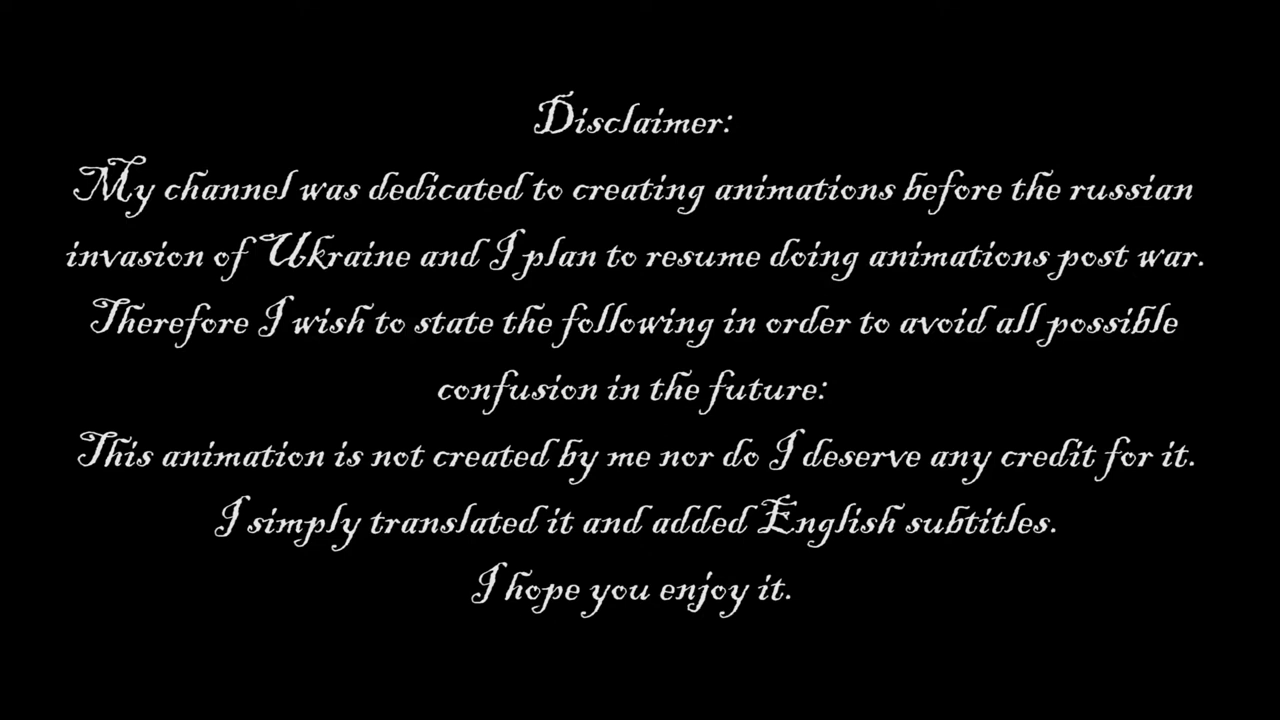 Disclaimer:
My channel was dedicated to creating animations before the russian
invasion of Ukraine and I plan to resume doing animations post war.
Therefore I wish to state the following in order to avoid all possible
confusion in the future:
This animation is not created by me nor do I deserve any credit for it.
I simply translated it and added English subtitles.
I hope you enjoy it.